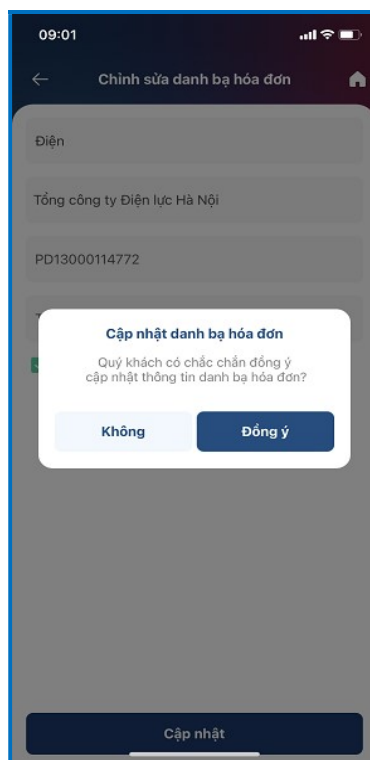 09:01
Chỉnh sửa danh bạ hóa đơn
Điện
Tổng công ty Điện lực Hà Nội
PD13000114772
Cập nhật danh bạ hóa đơn
Quý khách có chắc chắn đồng ý
cập nhật thông tin danh bạ hóa đơn?
Không
Đồng ý
Cập nhật